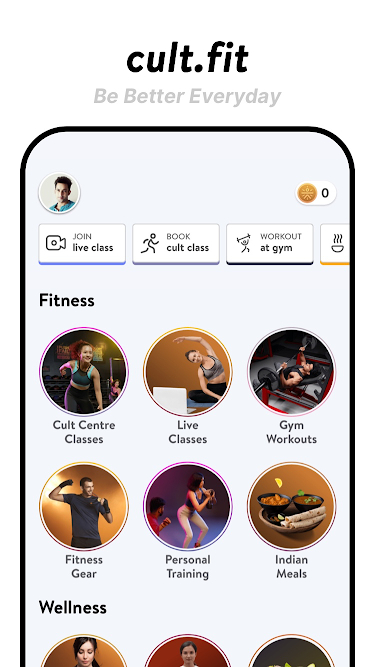 cult.fit
Be Better Everyday
0
JOIN
live class
BOOK
cult class
WORKOUT
at gym
Fitness
Cult Centre
Classes
Live
Classes
Gym
Workouts
Fitness
Gear
Personal
Training
Indian
Meals
Wellness